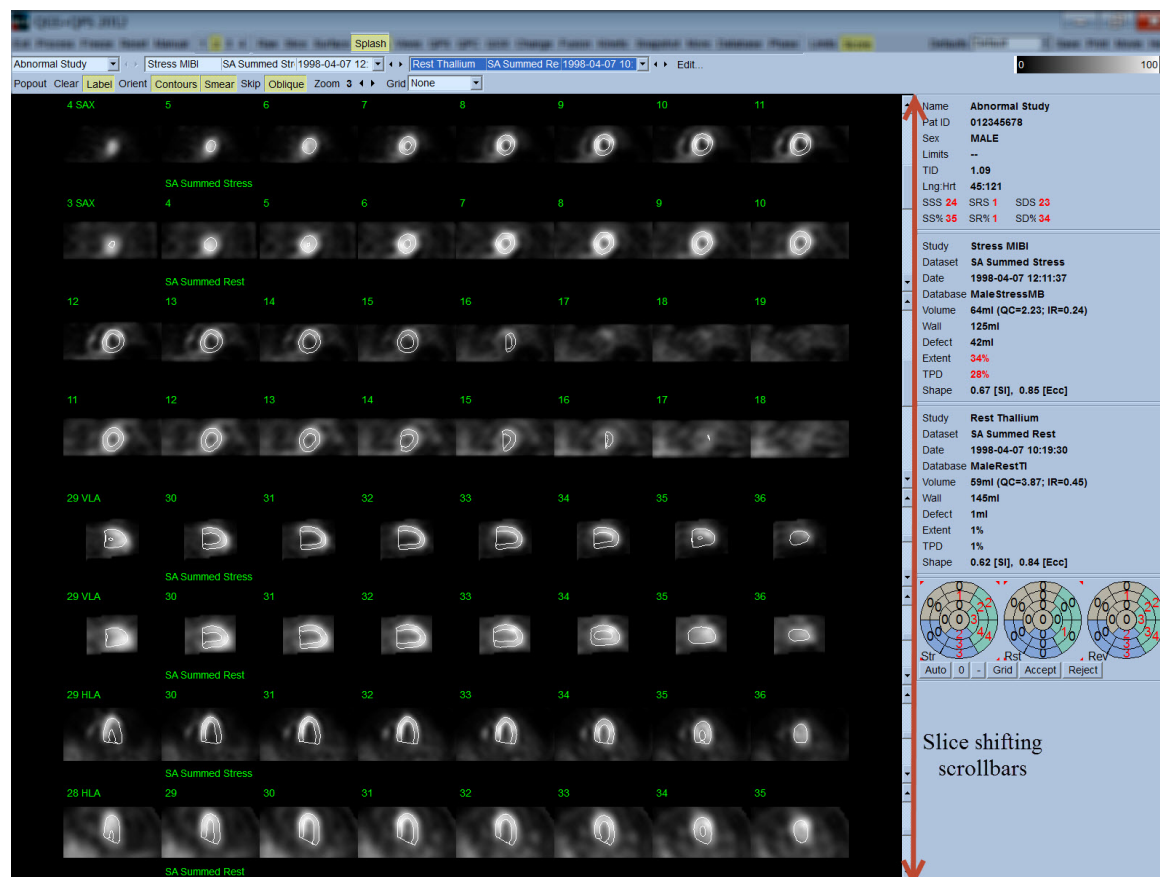 QGS+QPS 2012
Splash
Abnormal Study Stress MIBI SA Summed Str 1998-04-07 12: Rest Thallium SA Summed Re 1998-04-07 10: Edit...
0 100
Popout Clear Label Orient Contours Smear Skip Oblique Zoom 3 Grid None
4 SAX 5 6 7 8 9 10 11
SA Summed Stress
3 SAX 4 5 6 7 8 9 10
SA Summed Rest
12 13 14 15 16 17 18 19
11 12 13 14 15 16 17 18
29 VLA 30 31 32 33 34 35 36
SA Summed Stress
29 VLA 30 31 32 33 34 35 36
SA Summed Rest
29 HLA 30 31 32 33 34 35 36
SA Summed Stress
28 HLA 29 30 31 32 33 34 35
SA Summed Rest
Name Abnormal Study
Pat ID 012345678
Sex MALE
Limits --
TID 1.09
Lng:Hrt 45:121
SSS 24 SRS 1 SDS 23
SS% 35 SR% 1 SD% 34
Study Stress MIBI
Dataset SA Summed Stress
Date 1998-04-07 12:11:37
Database MaleStressMB
Volume 64ml (QC=2.23; IR=0.24)
Wall 125ml
Defect 42ml
Extent 34%
TPD 28%
Shape 0.67 [SI], 0.85 [Ecc]
Study Rest Thallium
Dataset SA Summed Rest
Date 1998-04-07 10:19:30
Database MaleRestTl
Volume 59ml (QC=3.87; IR=0.45)
Wall 145ml
Defect 1ml
Extent 1%
TPD 1%
Shape 0.62 [SI], 0.84 [Ecc]
Str Rst Rev
Auto 0 - Grid Accept Reject
Slice shifting
scrollbars